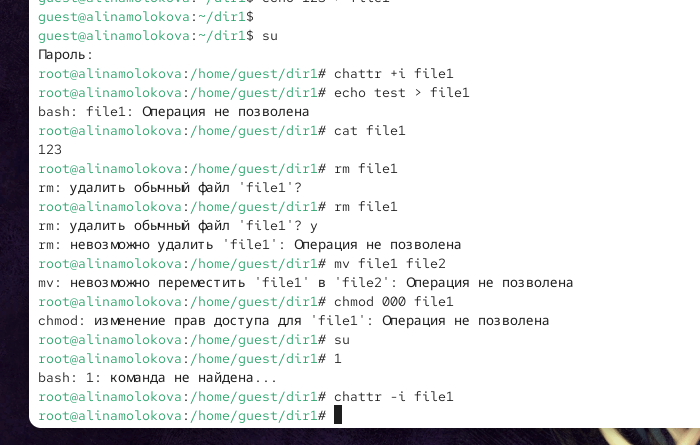 guest@alinamolokova:~/dir1$ echo 123 > file1
guest@alinamolokova:~/dir1$
guest@alinamolokova:~/dir1$ su
Пароль:
root@alinamolokova:/home/guest/dir1# chattr +i file1
root@alinamolokova:/home/guest/dir1# echo test > file1
bash: file1: Операция не позволена
root@alinamolokova:/home/guest/dir1# cat file1
123
root@alinamolokova:/home/guest/dir1# rm file1
rm: удалить обычный файл 'file1'?
root@alinamolokova:/home/guest/dir1# rm file1
rm: удалить обычный файл 'file1'? y
rm: невозможно удалить 'file1': Операция не позволена
root@alinamolokova:/home/guest/dir1# mv file1 file2
mv: невозможно переместить 'file1' в 'file2': Операция не позволена
root@alinamolokova:/home/guest/dir1# chmod 000 file1
chmod: изменение прав доступа для 'file1': Операция не позволена
root@alinamolokova:/home/guest/dir1# su
root@alinamolokova:/home/guest/dir1# 1
bash: 1: команда не найдена...
root@alinamolokova:/home/guest/dir1# chattr -i file1
root@alinamolokova:/home/guest/dir1#